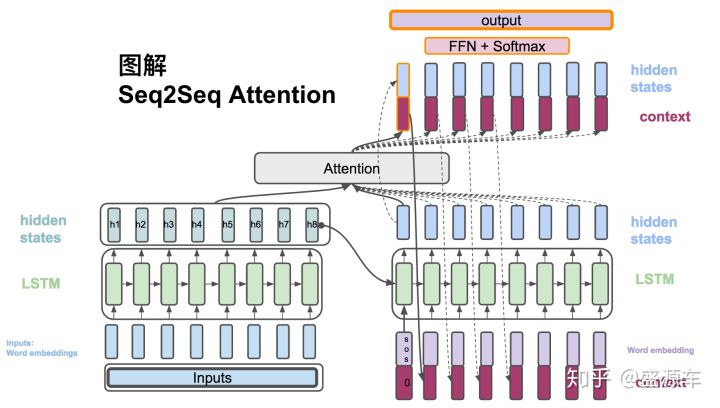 output
FFN + Softmax
图解
Seq2Seq Attention
hidden
states
context
Attention
hidden
states
h1 h2 h3 h4 h5 h6 h7 h8
hidden
states
LSTM
LSTM
Inputs:
Word embeddings
sos
Word embedding
Inputs
0
context
知乎 @盛源车